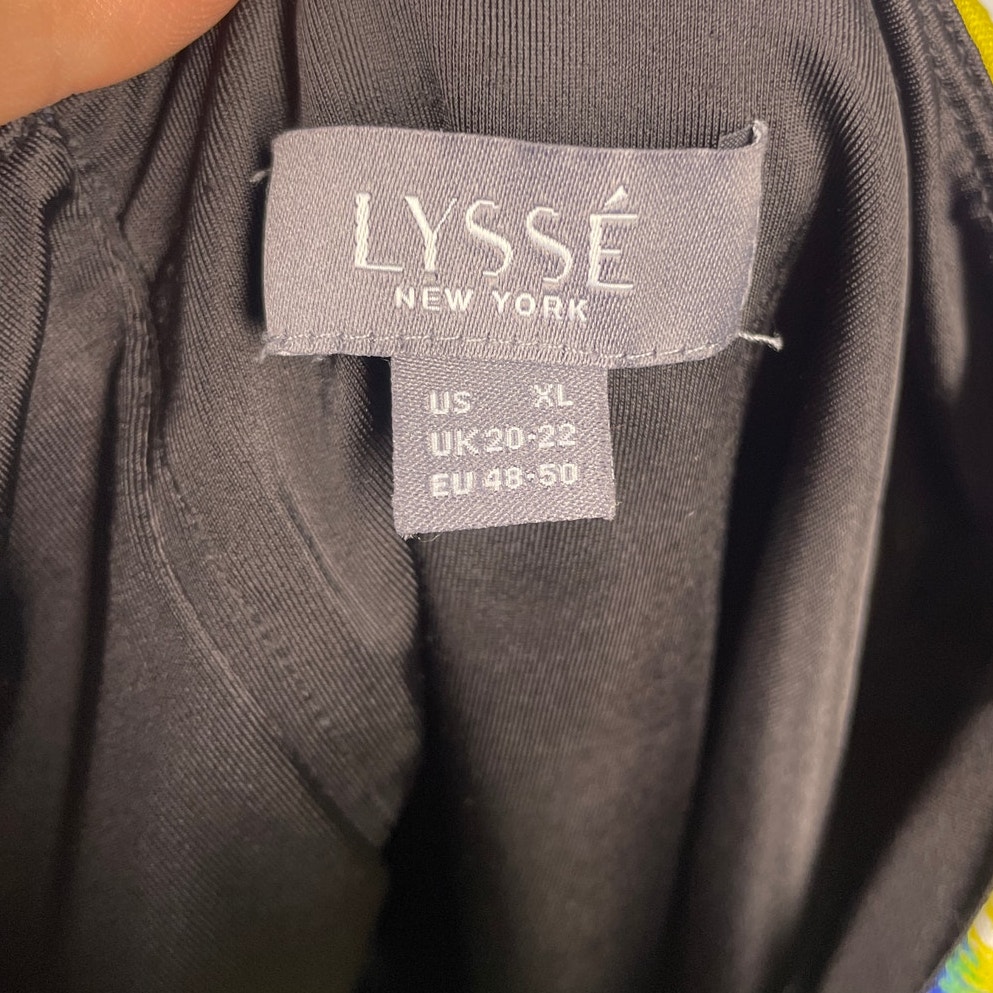 LYSSÉ
NEW YORK
US XL
UK 20-22
EU 48-50